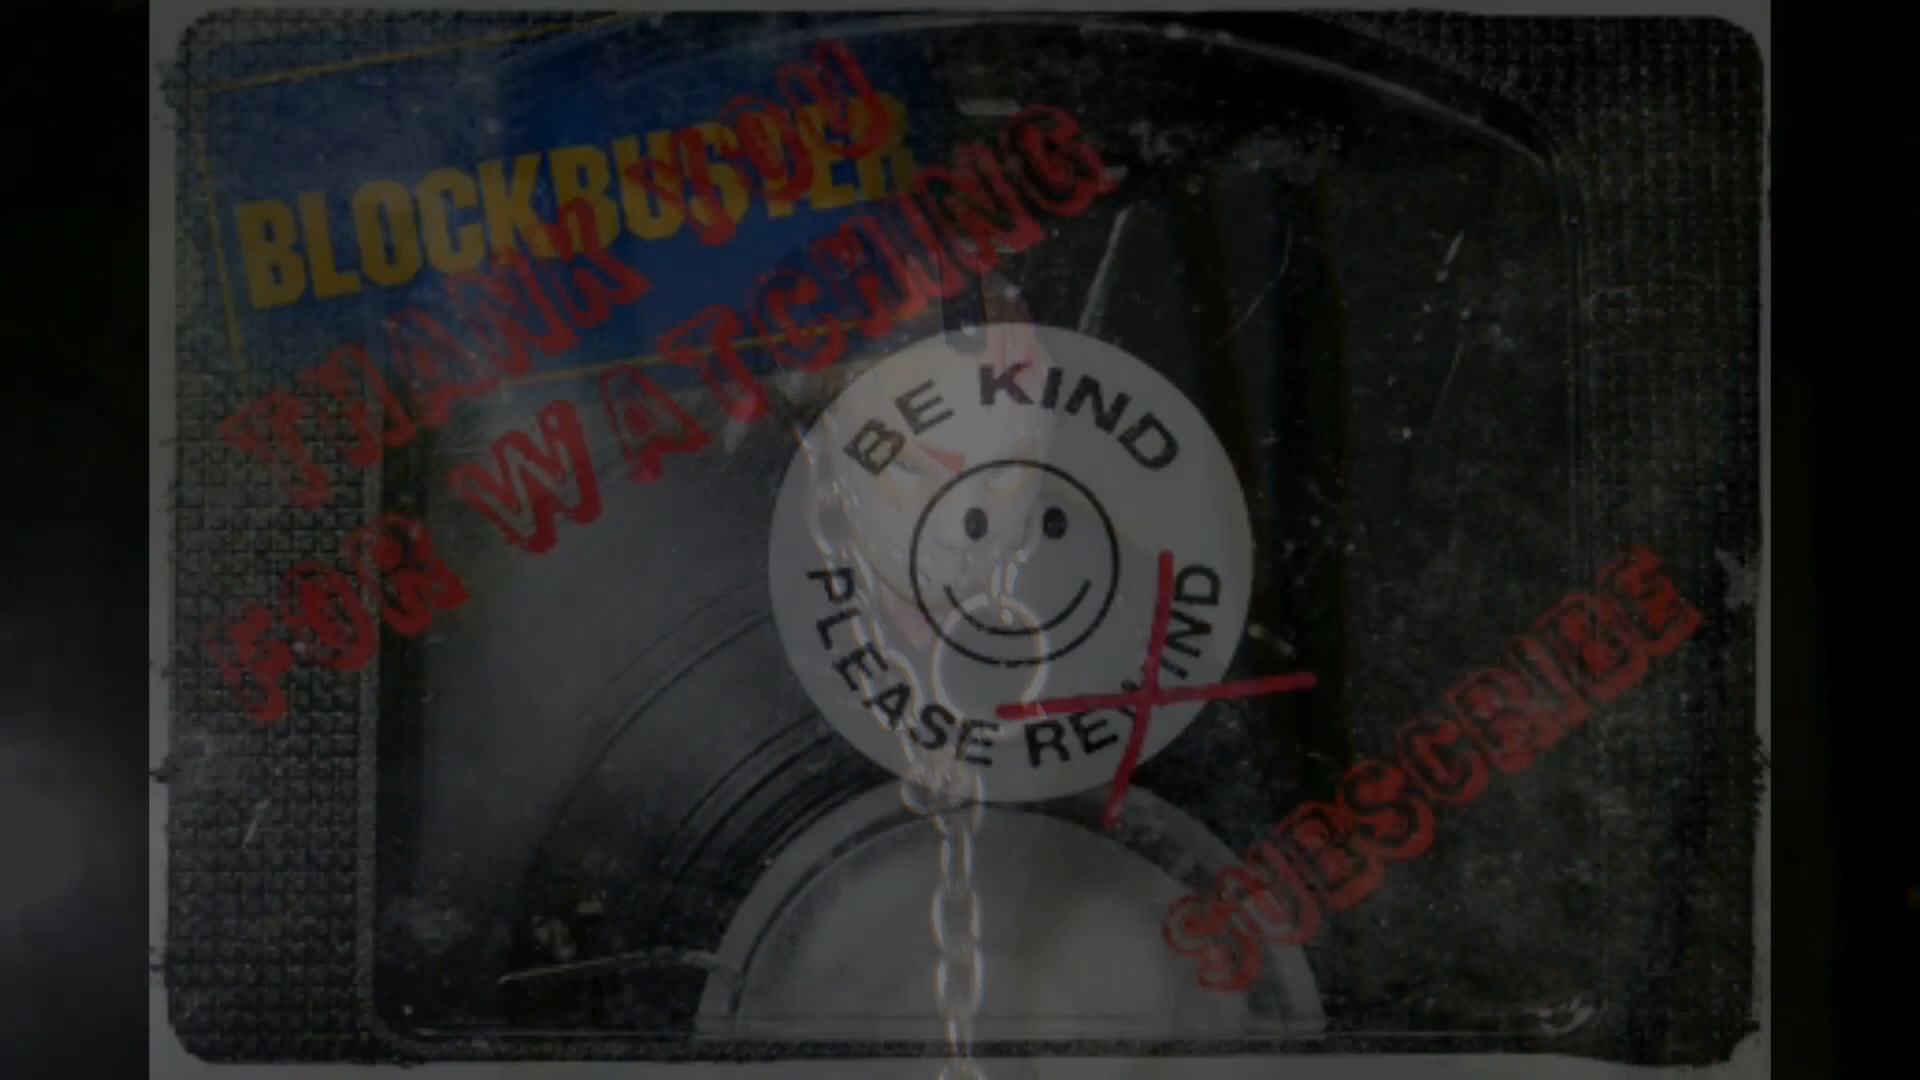 BLOCKBUSTER
THANK YOU
FOR WATCHING
BE KIND
PLEASE REWIND
SUBSCRIBE